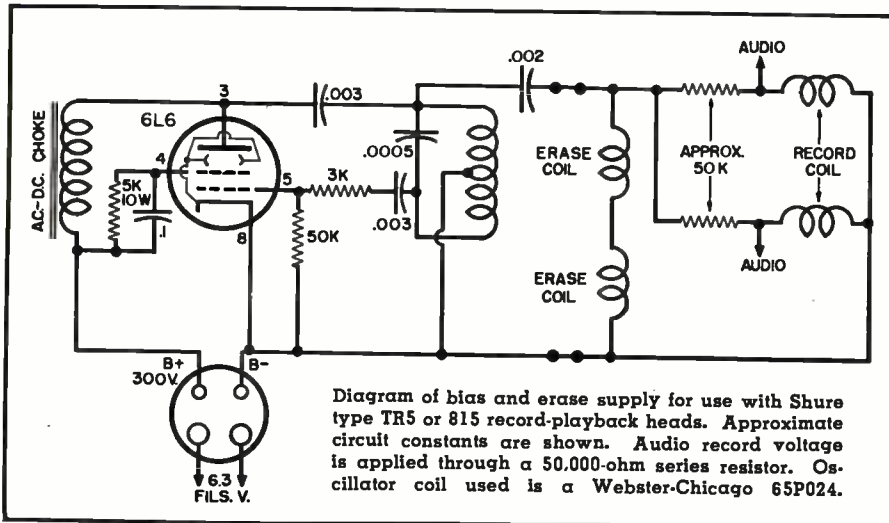 AUDIO
.002
3
.003
6L6
AC-D.C. CHOKE
4
.0005
ERASE
COIL
APPROX.
50K
RECORD
COIL
5K
10W
.1
5
3K
.003
8
50K
ERASE
COIL
AUDIO
B+
300V.
B-
6.3
FILS. V.
Diagram of bias and erase supply for use with Shure
type TR5 or 815 record-playback heads. Approximate
circuit constants are shown. Audio record voltage
is applied through a 50.000-ohm series resistor. Os-
cillator coil used is a Webster-Chicago 65P024.